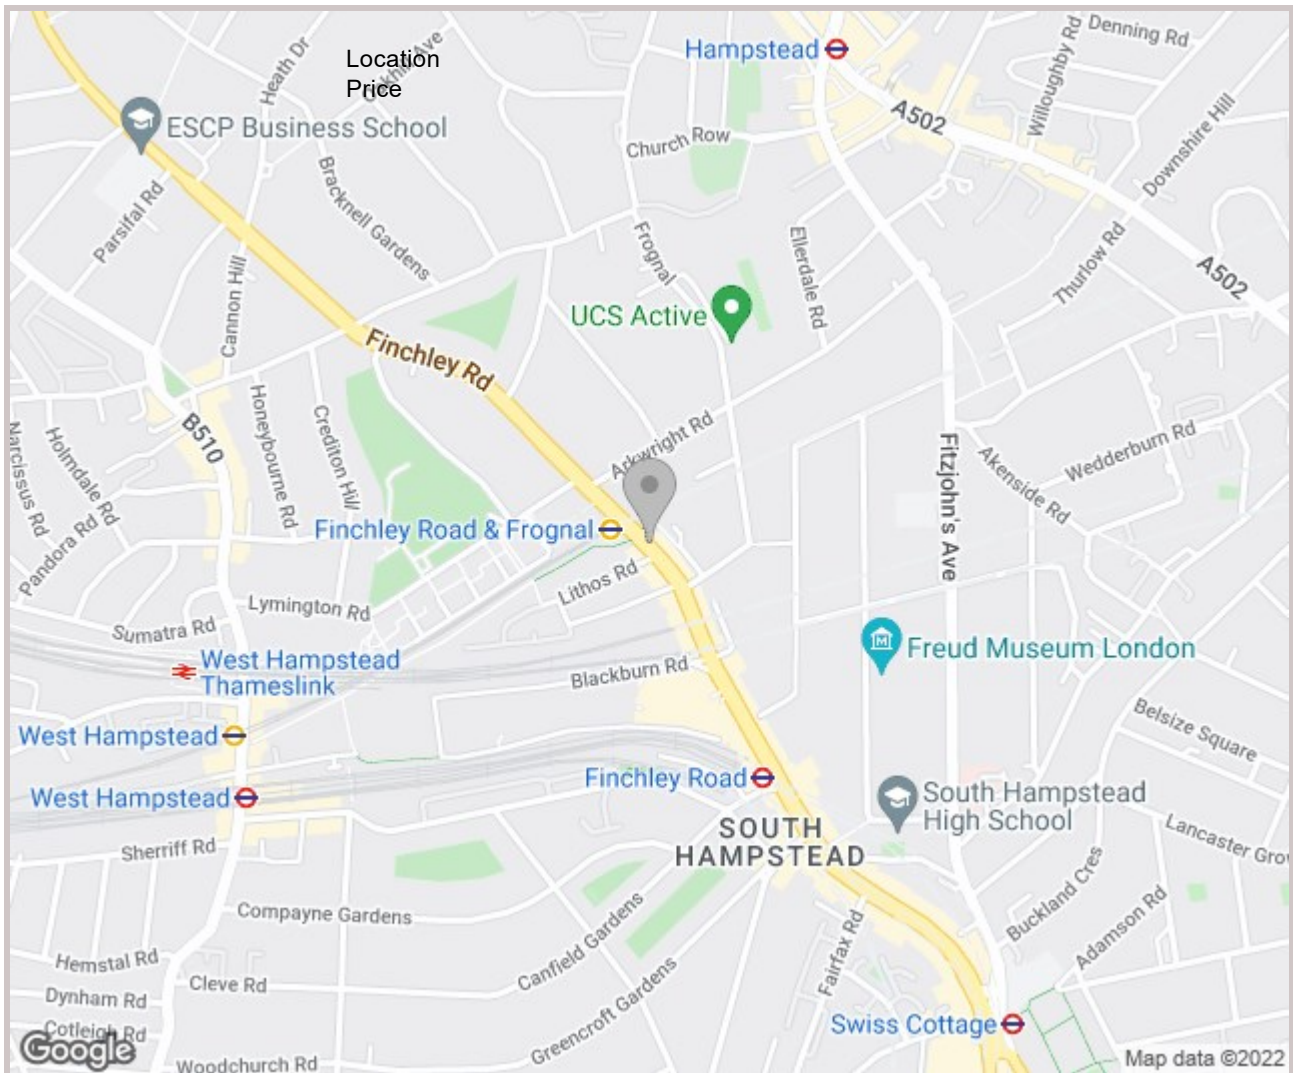 Location
Price
Hampstead
Denning Rd
Willoughby Rd
Heath Dr
ESCP Business School
A502
Church Row
Downshire Hill
Parsifal Rd
Bracknell Gardens
Frognal
Ellerdale Rd
Thurlow Rd
A502
Cannon Hill
UCS Active
Finchley Rd
B510
Honeybourne Rd
Crediton Hill
Arkwright Rd
Narcissus Rd
Holmdale Rd
Fitzjohn's Ave
Akenside Rd
Wedderburn Rd
Pandora Rd
Finchley Road & Frognal
Lithos Rd
Lymington Rd
Sumatra Rd
West Hampstead
Thameslink
Blackburn Rd
Freud Museum London
West Hampstead
Belsize Square
West Hampstead
Finchley Road
South Hampstead
High School
SOUTH
HAMPSTEAD
Sherriff Rd
Lancaster Gro
Compayne Gardens
Canfield Gardens
Fairfax Rd
Buckland Cres
Adamson Rd
Hemstal Rd
Cleve Rd
Dynham Rd
Greencroft Gardens
Cotleigh Rd
Swiss Cottage
Google
Woodchurch Rd
Map data ©2022